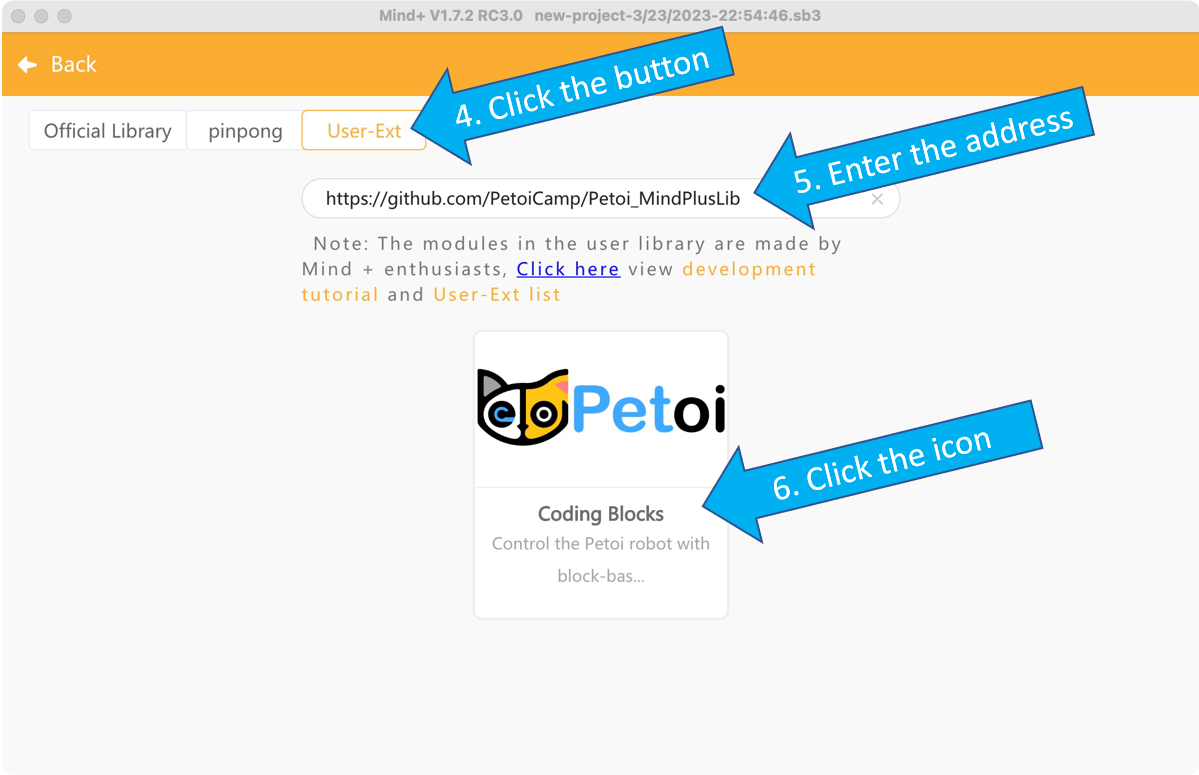 Mind+ V1.7.2 RC3.0 new-project-3/23/2023-22:54:46.sb3
Back
4. Click the button
Official Library
pinpong
User-Ext
5. Enter the address
https://github.com/PetoiCamp/Petoi_MindPlusLib
Note: The modules in the user library are made by
Mind + enthusiasts, Click here view development
tutorial and User-Ext list
Petoi
6. Click the icon
Coding Blocks
Control the Petoi robot with
block-bas...